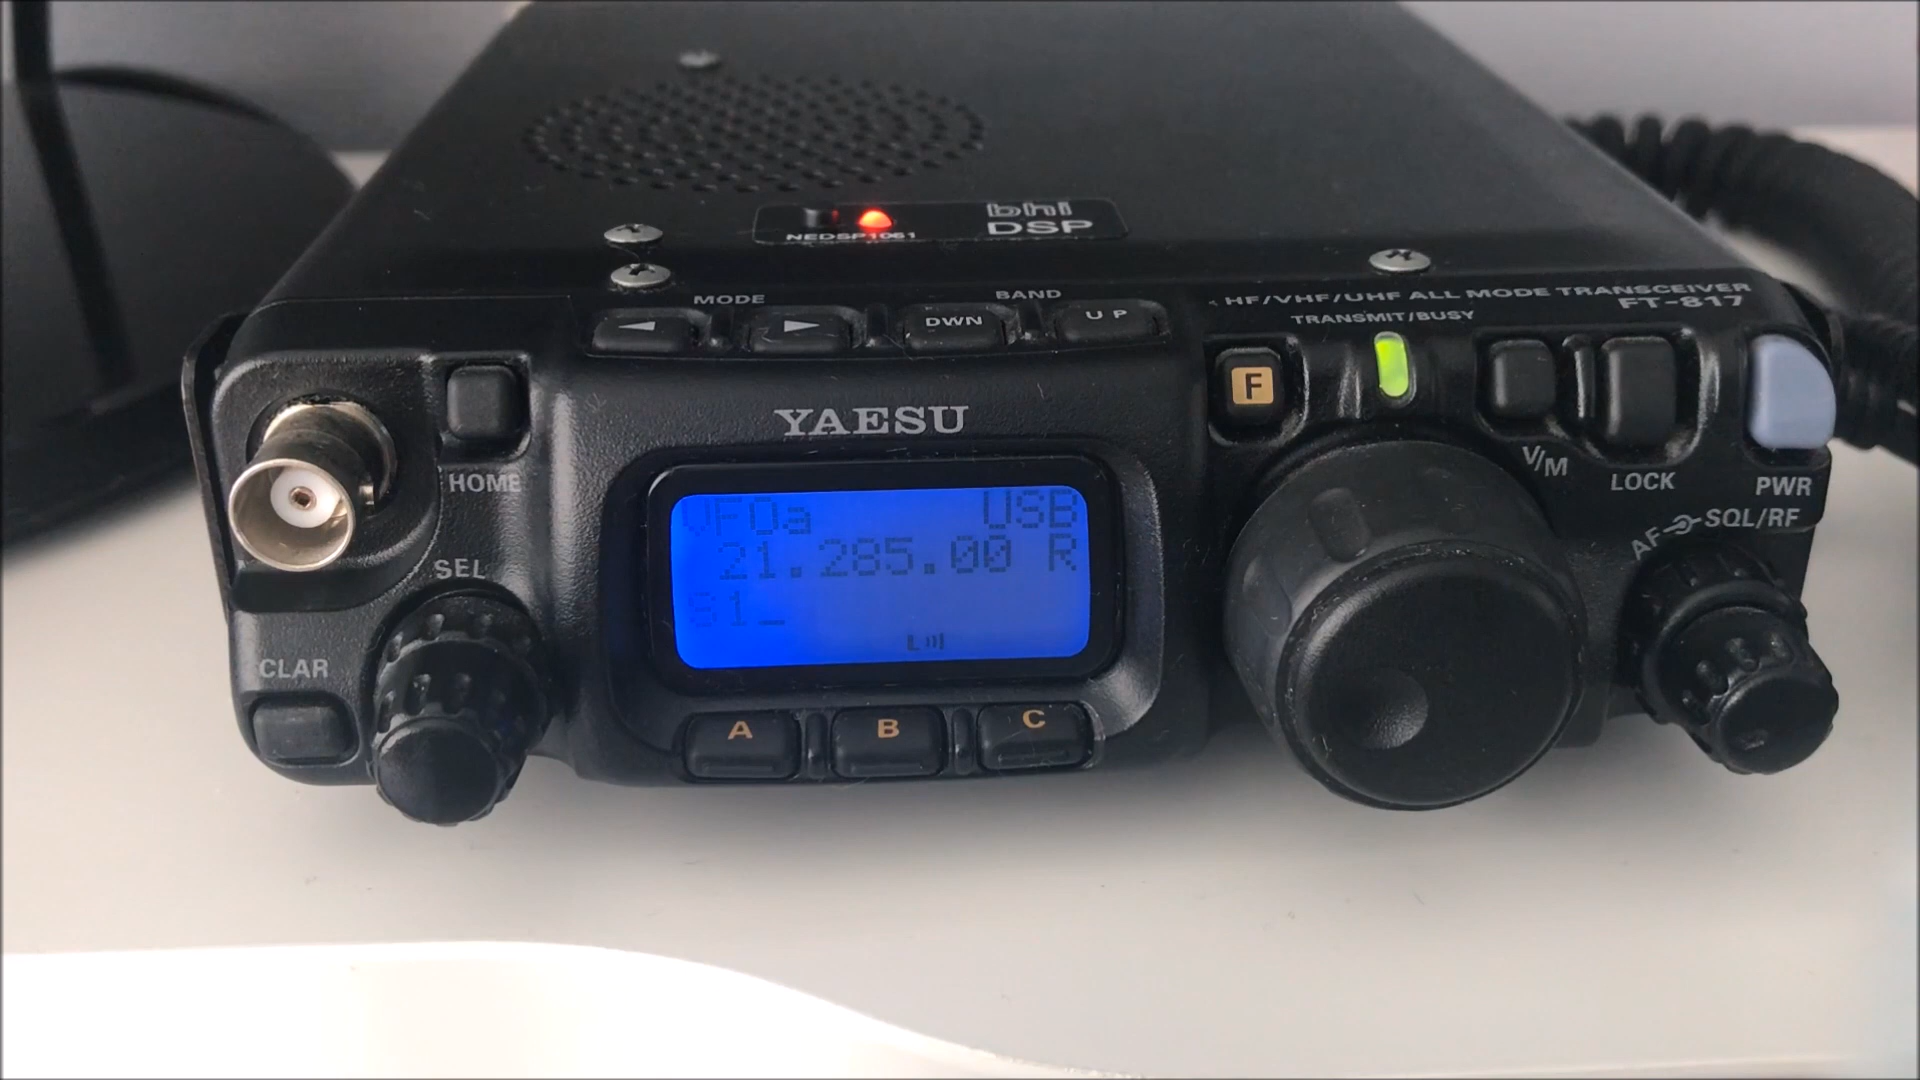 bhi
NEDSP1061 DSP
MODE BAND
HF/VHF/UHF ALL MODE TRANSCEIVER
FT-817
DWN UP
TRANSMIT/BUSY
F
YAESU
HOME
V/M
LOCK
PWR
VFOa USB
AF SQL/RF
21.285.00 R
SEL
CLAR
A B C